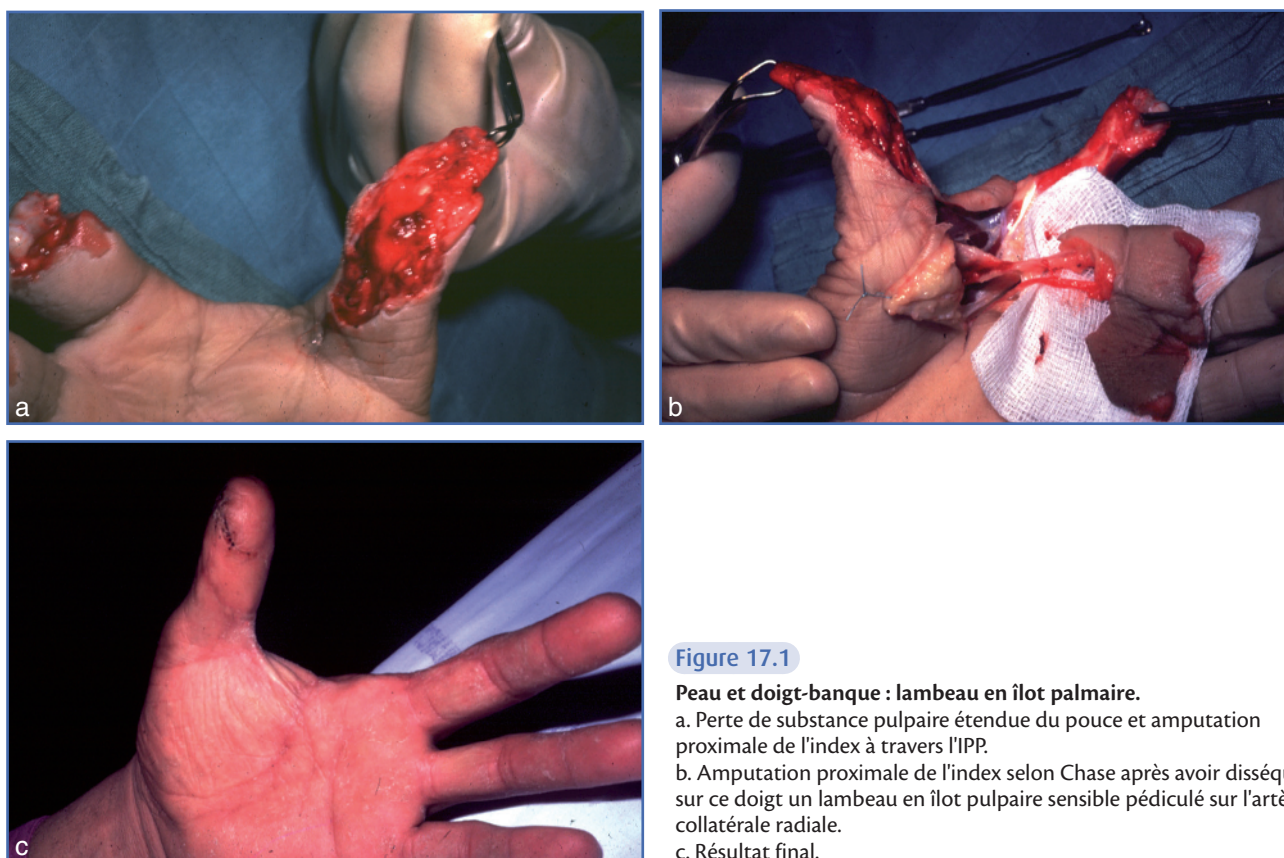 a
b
c
Figure 17.1
Peau et doigt-banque : lambeau en îlot palmaire.
a. Perte de substance pulpaire étendue du pouce et amputation
proximale de l'index à travers l'IPP.
b. Amputation proximale de l'index selon Chase après avoir disséqu
sur ce doigt un lambeau en îlot pulpaire sensible pédiculé sur l'artè
collatérale radiale.
c. Résultat final.